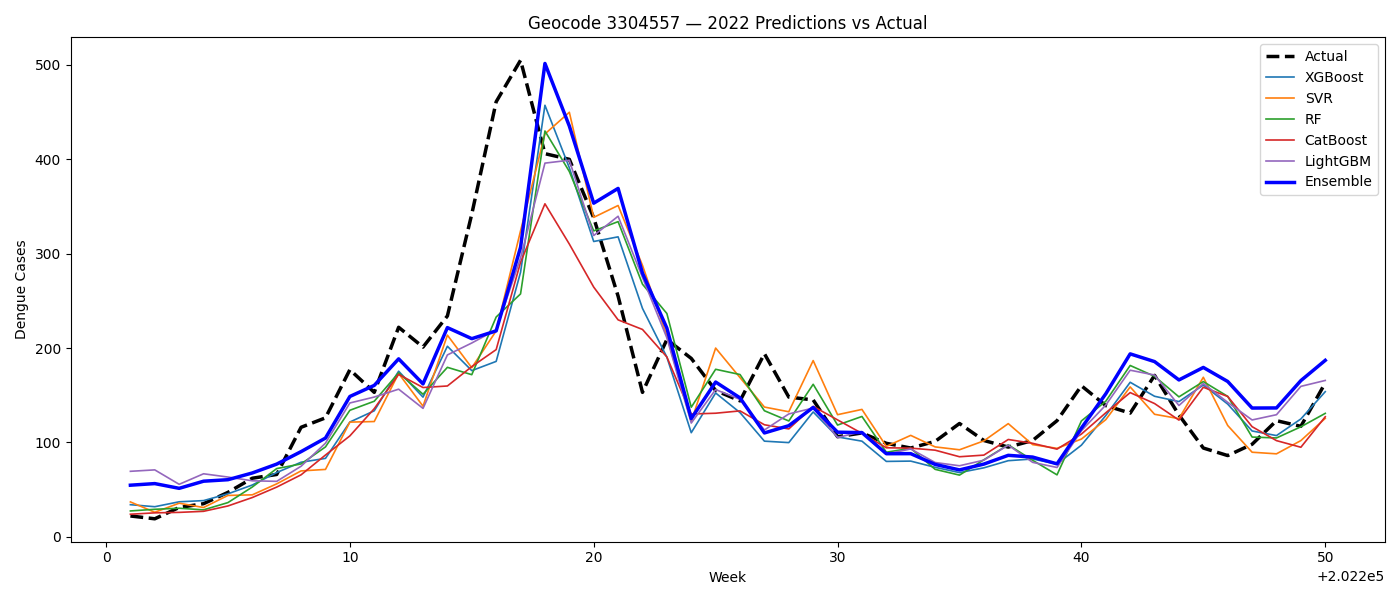 Geocode 3304557 — 2022 Predictions vs Actual
Dengue Cases
500
400
300
200
100
0
Actual
XGBoost
SVR
RF
CatBoost
LightGBM
Ensemble
0 10 20 30 40 50
Week
+2.022e5